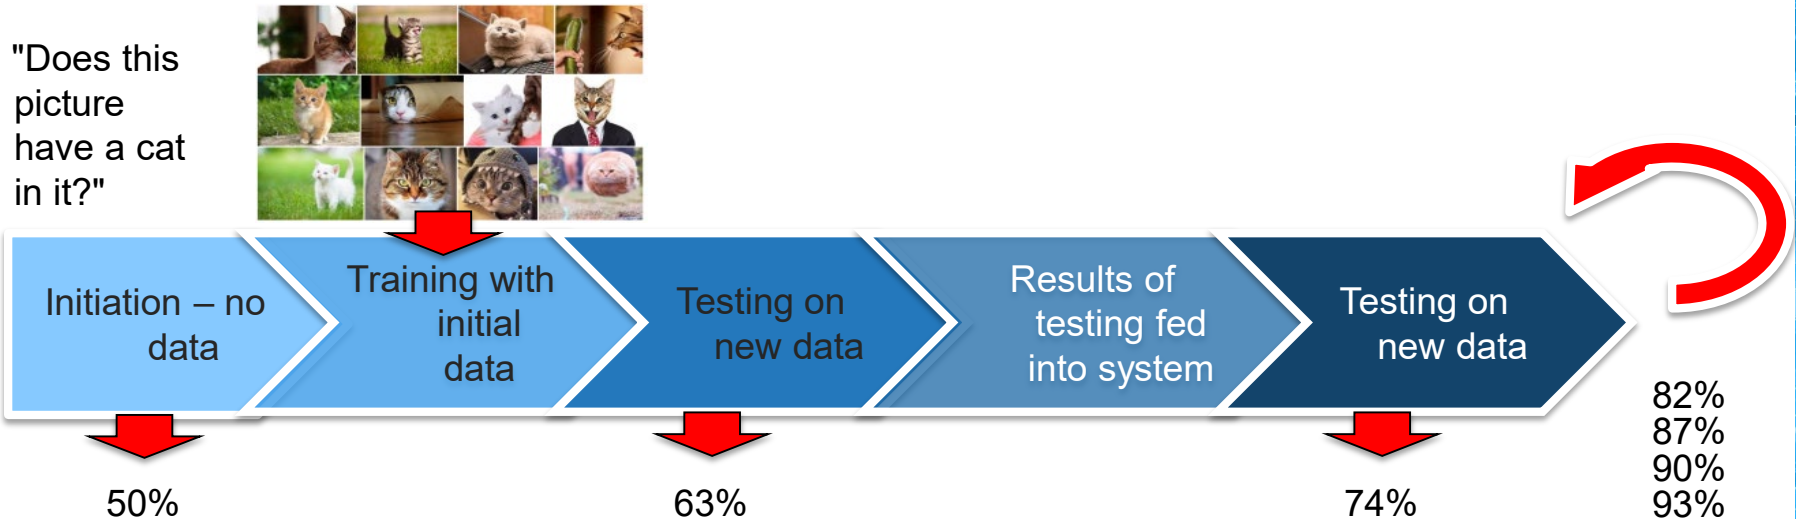 "Does this
picture
have a cat
in it?"
Initiation – no
data
Training with
initial
data
Testing on
new data
Results of
testing fed
into system
Testing on
new data
50%
63%
74%
82%
87%
90%
93%